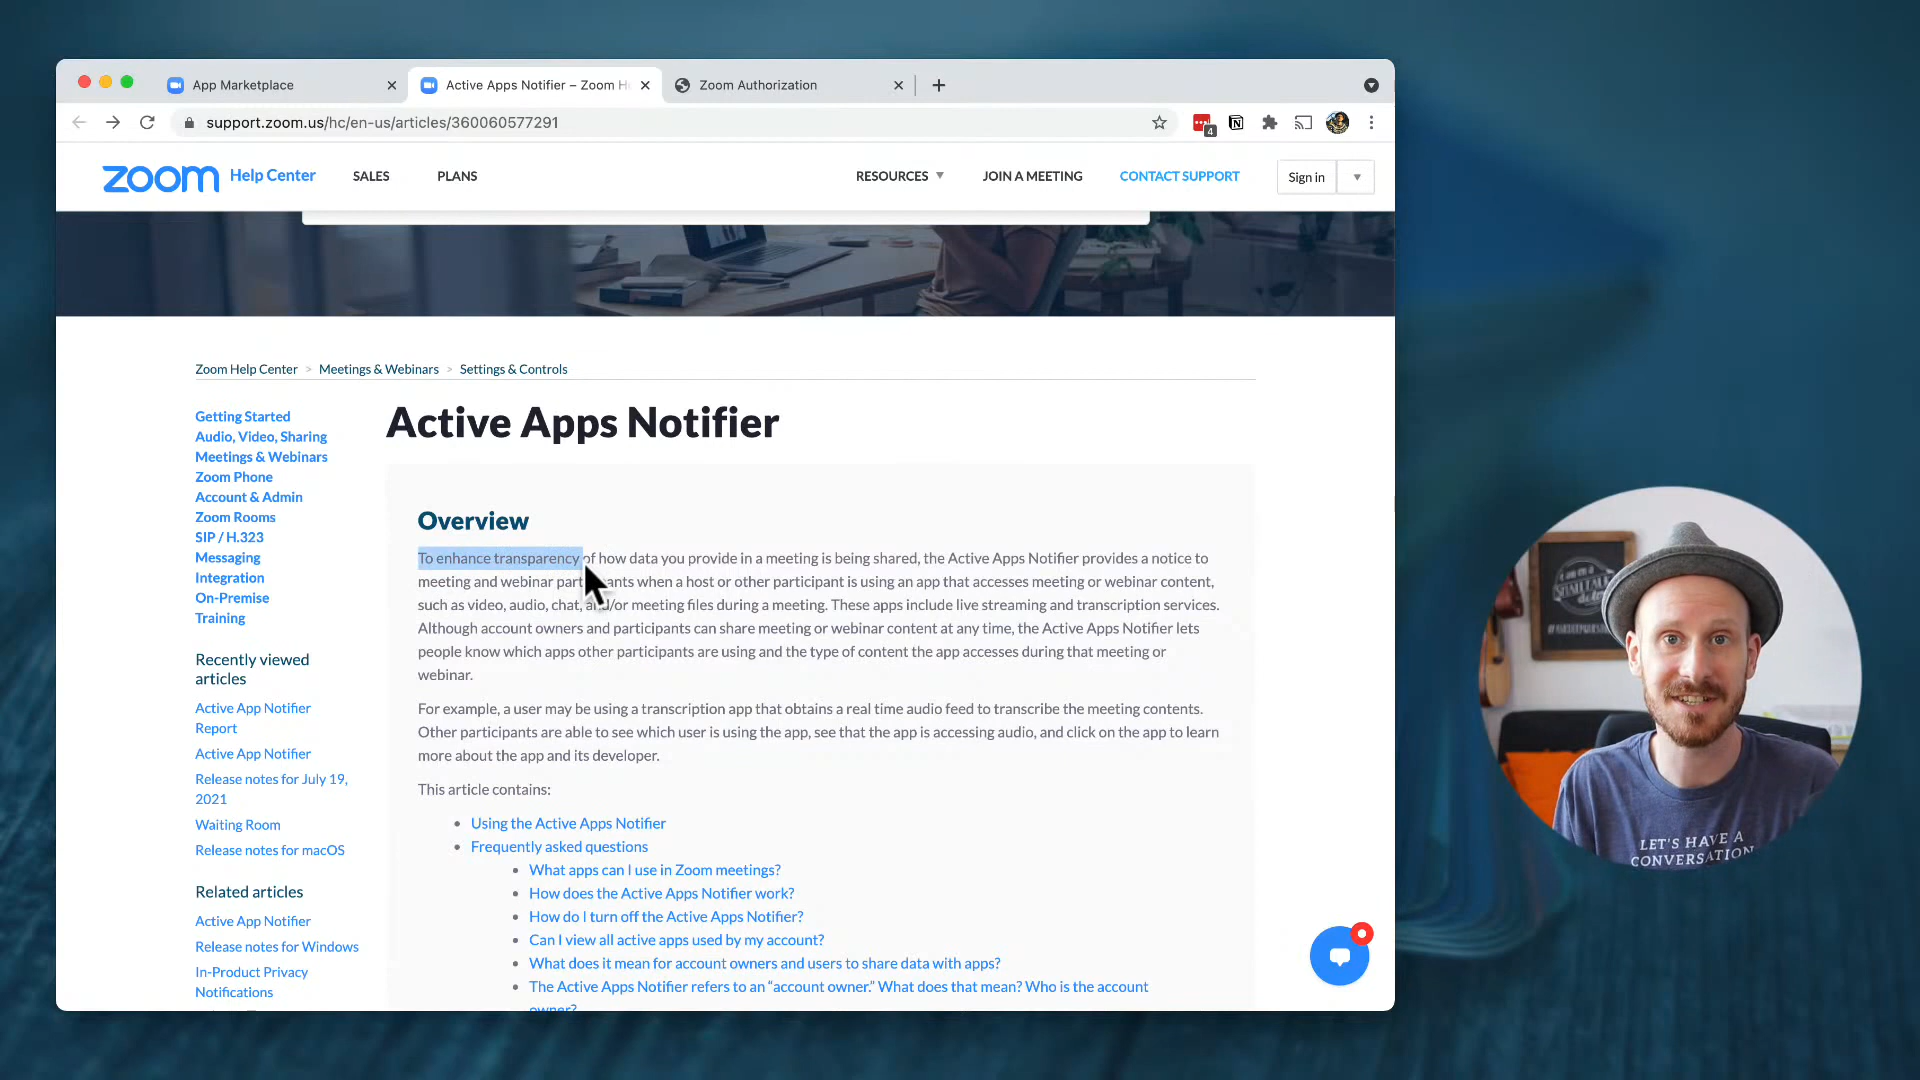 App Marketplace
Active Apps Notifier – Zoom H
Zoom Authorization
support.zoom.us/hc/en-us/articles/360060577291
4
zoom Help Center
SALES
PLANS
RESOURCES
JOIN A MEETING
CONTACT SUPPORT
Sign in
Zoom Help Center > Meetings & Webinars > Settings & Controls
Getting Started
Audio, Video, Sharing
Meetings & Webinars
Zoom Phone
Account & Admin
Zoom Rooms
SIP / H.323
Messaging
Integration
On-Premise
Training
Recently viewed
articles
Active App Notifier
Report
Active App Notifier
Release notes for July 19,
2021
Waiting Room
Release notes for macOS
Related articles
Active App Notifier
Release notes for Windows
In-Product Privacy
Notifications
Active Apps Notifier
Overview
To enhance transparency of how data you provide in a meeting is being shared, the Active Apps Notifier provides a notice to
meeting and webinar participants when a host or other participant is using an app that accesses meeting or webinar content,
such as video, audio, chat, and/or meeting files during a meeting. These apps include live streaming and transcription services.
Although account owners and participants can share meeting or webinar content at any time, the Active Apps Notifier lets
people know which apps other participants are using and the type of content the app accesses during that meeting or
webinar.
For example, a user may be using a transcription app that obtains a real time audio feed to transcribe the meeting contents.
Other participants are able to see which user is using the app, see that the app is accessing audio, and click on the app to learn
more about the app and its developer.
This article contains:
• Using the Active Apps Notifier
• Frequently asked questions
▪ What apps can I use in Zoom meetings?
▪ How does the Active Apps Notifier work?
▪ How do I turn off the Active Apps Notifier?
▪ Can I view all active apps used by my account?
▪ What does it mean for account owners and users to share data with apps?
▪ The Active Apps Notifier refers to an “account owner.” What does that mean? Who is the account
owner?
LET'S HAVE A
CONVERSATION